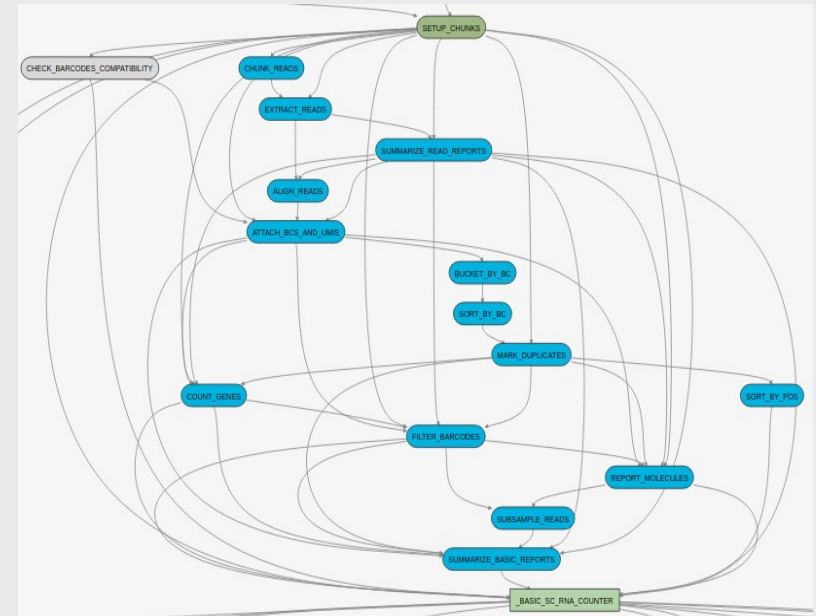 SETUP_CHUNKS
CHECK_BARCODES_COMPATIBILITY
CHUNK_READS
EXTRACT_READS
SUMMARIZE_READ_REPORTS
ALIGN_READS
ATTACH_BCS_AND_UMIS
BUCKET_BY_BC
SORT_BY_BC
MARK_DUPLICATES
COUNT_GENES
SORT_BY_POS
FILTER_BARCODES
REPORT_MOLECULES
SUBSAMPLE_READS
SUMMARIZE_BASIC_REPORTS
_BASIC_SC_RNA_COUNTER